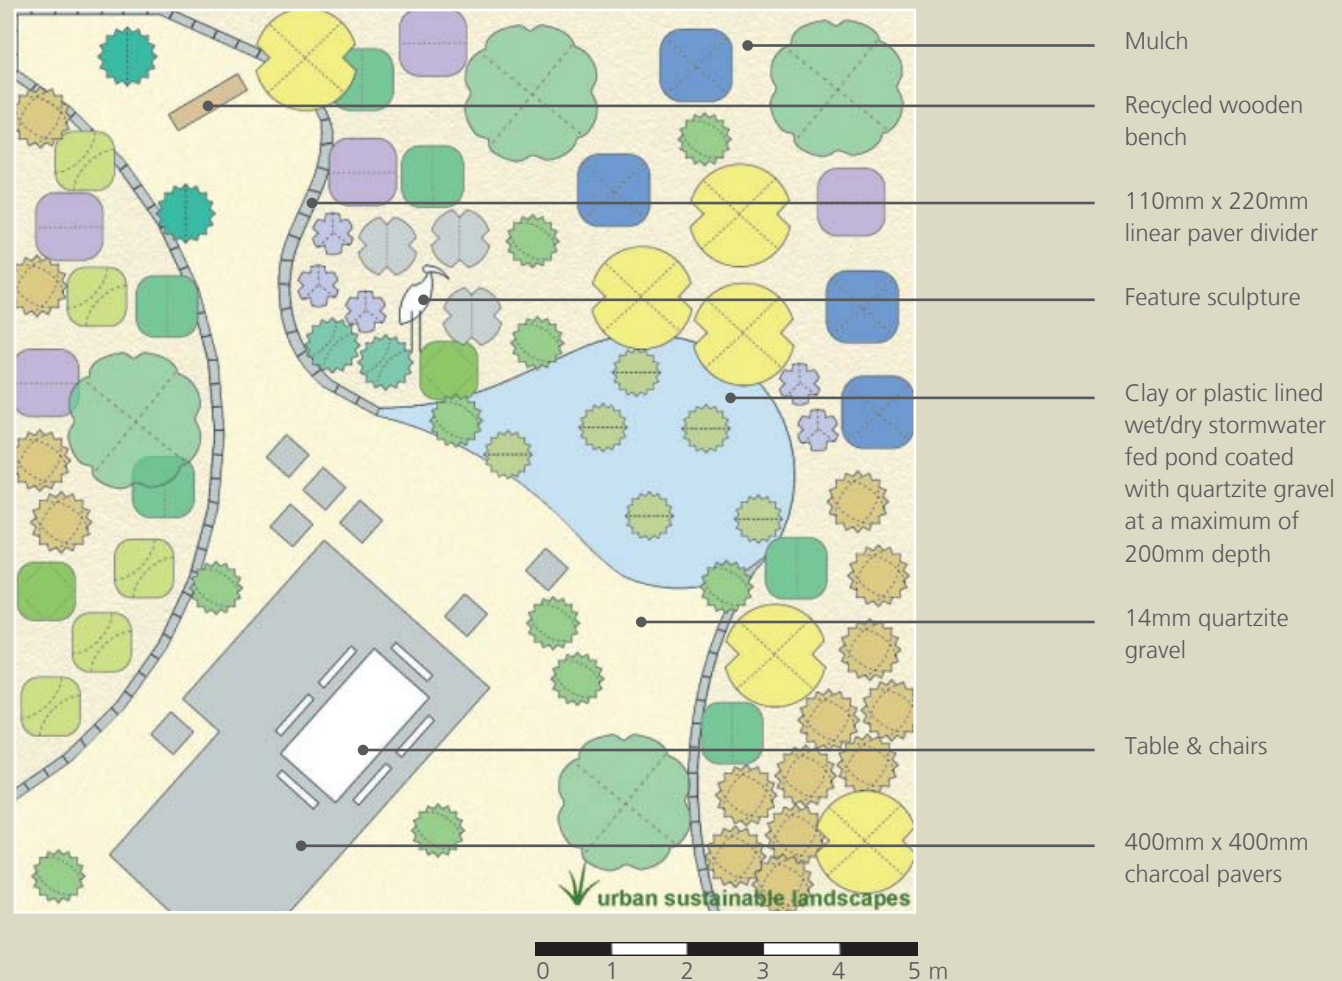 Mulch
Recycled wooden
bench
110mm x 220mm
linear paver divider
Feature sculpture
Clay or plastic lined
wet/dry stormwater
fed pond coated
with quartzite gravel
at a maximum of
200mm depth
14mm quartzite
gravel
Table & chairs
400mm x 400mm
charcoal pavers
urban sustainable landscapes
0 1 2 3 4 5 m